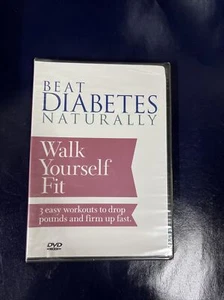 BEAT
DIABETES
NATURALLY
Walk
Yourself
Fit
3 easy workouts to drop
pounds and firm up fast.
DVD